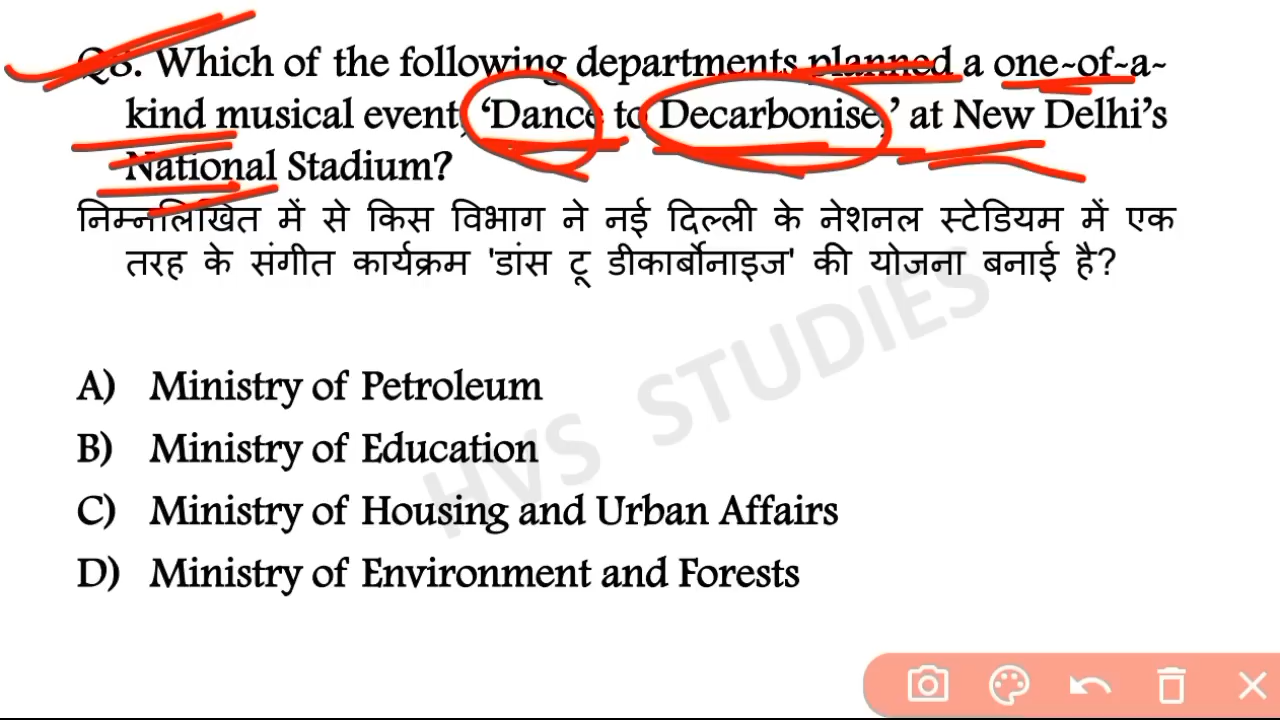 Q8. Which of the following departments planned a one-of-a-
kind musical event, ‘Dance to Decarbonise,’ at New Delhi’s
National Stadium?
निम्नलिखित में से किस विभाग ने नई दिल्ली के नेशनल स्टेडियम में एक
तरह के संगीत कार्यक्रम 'डांस टू डीकार्बोनाइज' की योजना बनाई है?
HVS STUDIES
A) Ministry of Petroleum
B) Ministry of Education
C) Ministry of Housing and Urban Affairs
D) Ministry of Environment and Forests